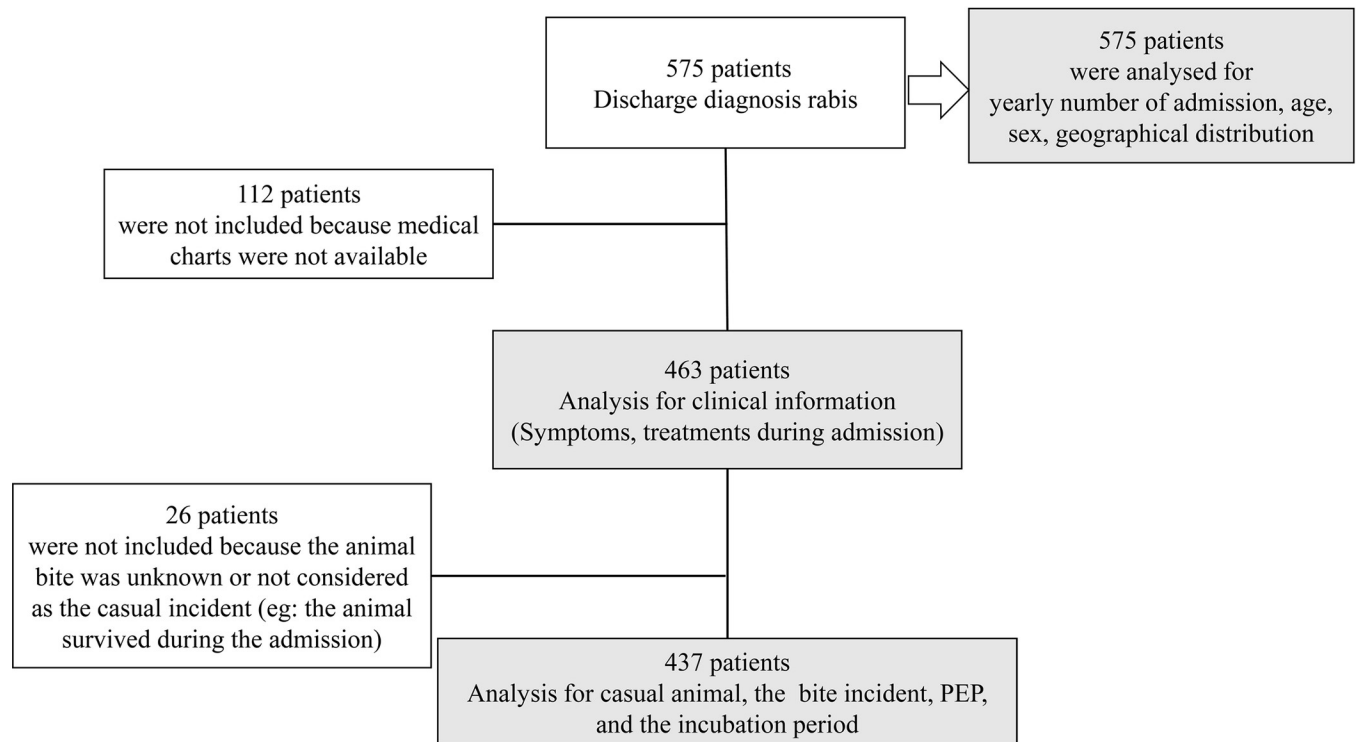 575 patients
Discharge diagnosis rabis
575 patients
were analysed for
yearly number of admission, age,
sex, geographical distribution
112 patients
were not included because medical
charts were not available
463 patients
Analysis for clinical information
(Symptoms, treatments during admission)
26 patients
were not included because the animal
bite was unknown or not considered
as the casual incident (eg: the animal
survived during the admission)
437 patients
Analysis for casual animal, the bite incident, PEP,
and the incubation period